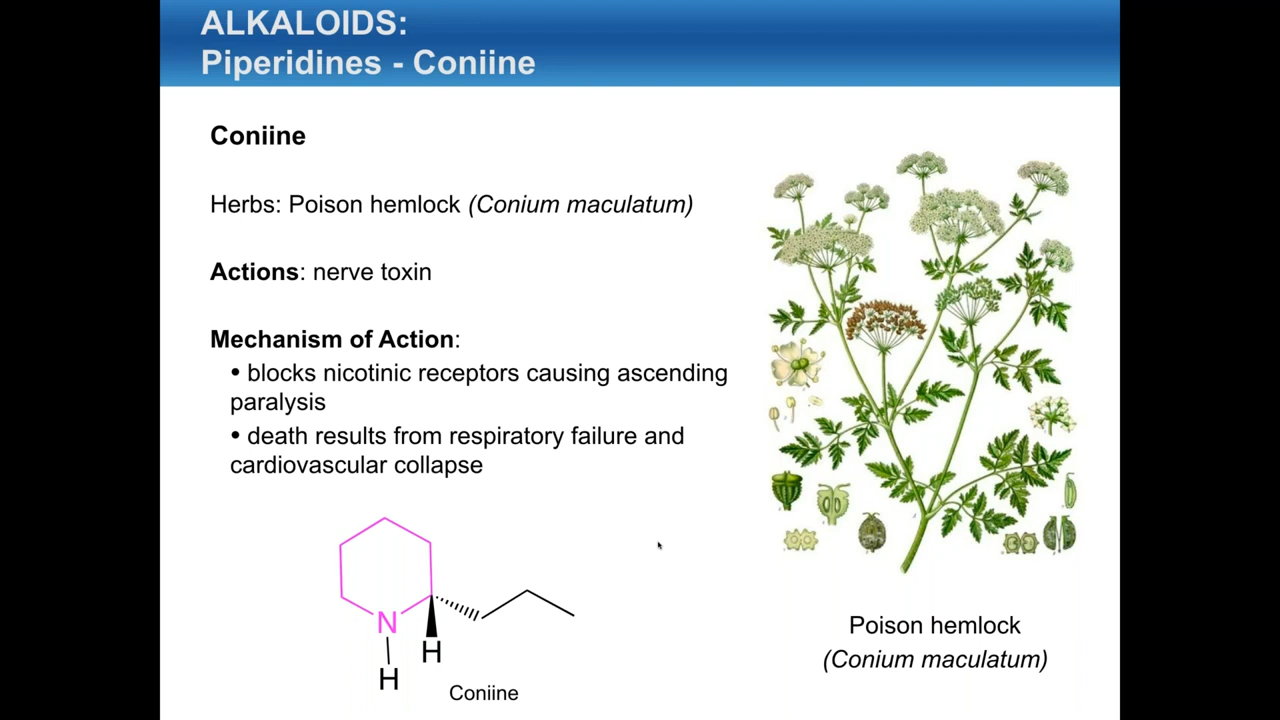 ALKALOIDS:
Piperidines - Coniine
Coniine
Herbs: Poison hemlock (Conium maculatum)
Actions: nerve toxin
Mechanism of Action:
• blocks nicotinic receptors causing ascending
paralysis
• death results from respiratory failure and
cardiovascular collapse
N
H
H
Coniine
Poison hemlock
(Conium maculatum)